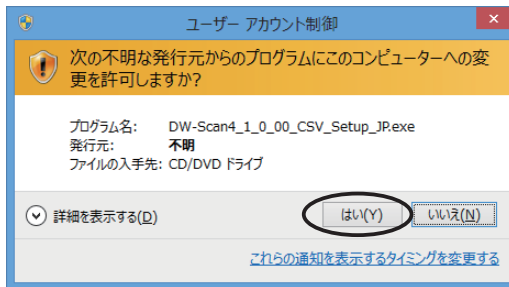 ユーザー アカウント制御
次の不明な発行元からのプログラムにこのコンピューターへの変
更を許可しますか?
プログラム名: DW-Scan4_1_0_00_CSV_Setup_JP.exe
発行元: 不明
ファイルの入手先: CD/DVD ドライブ
詳細を表示する(D) はい(Y) いいえ(N)
これらの通知を表示するタイミングを変更する